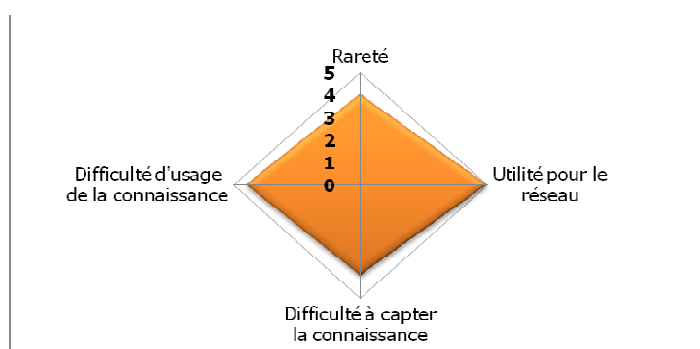 Rareté
5
4
3
2
1
0
Difficulté d'usage
de la connaissance
Utilité pour le
réseau
Difficulté à capter
la connaissance